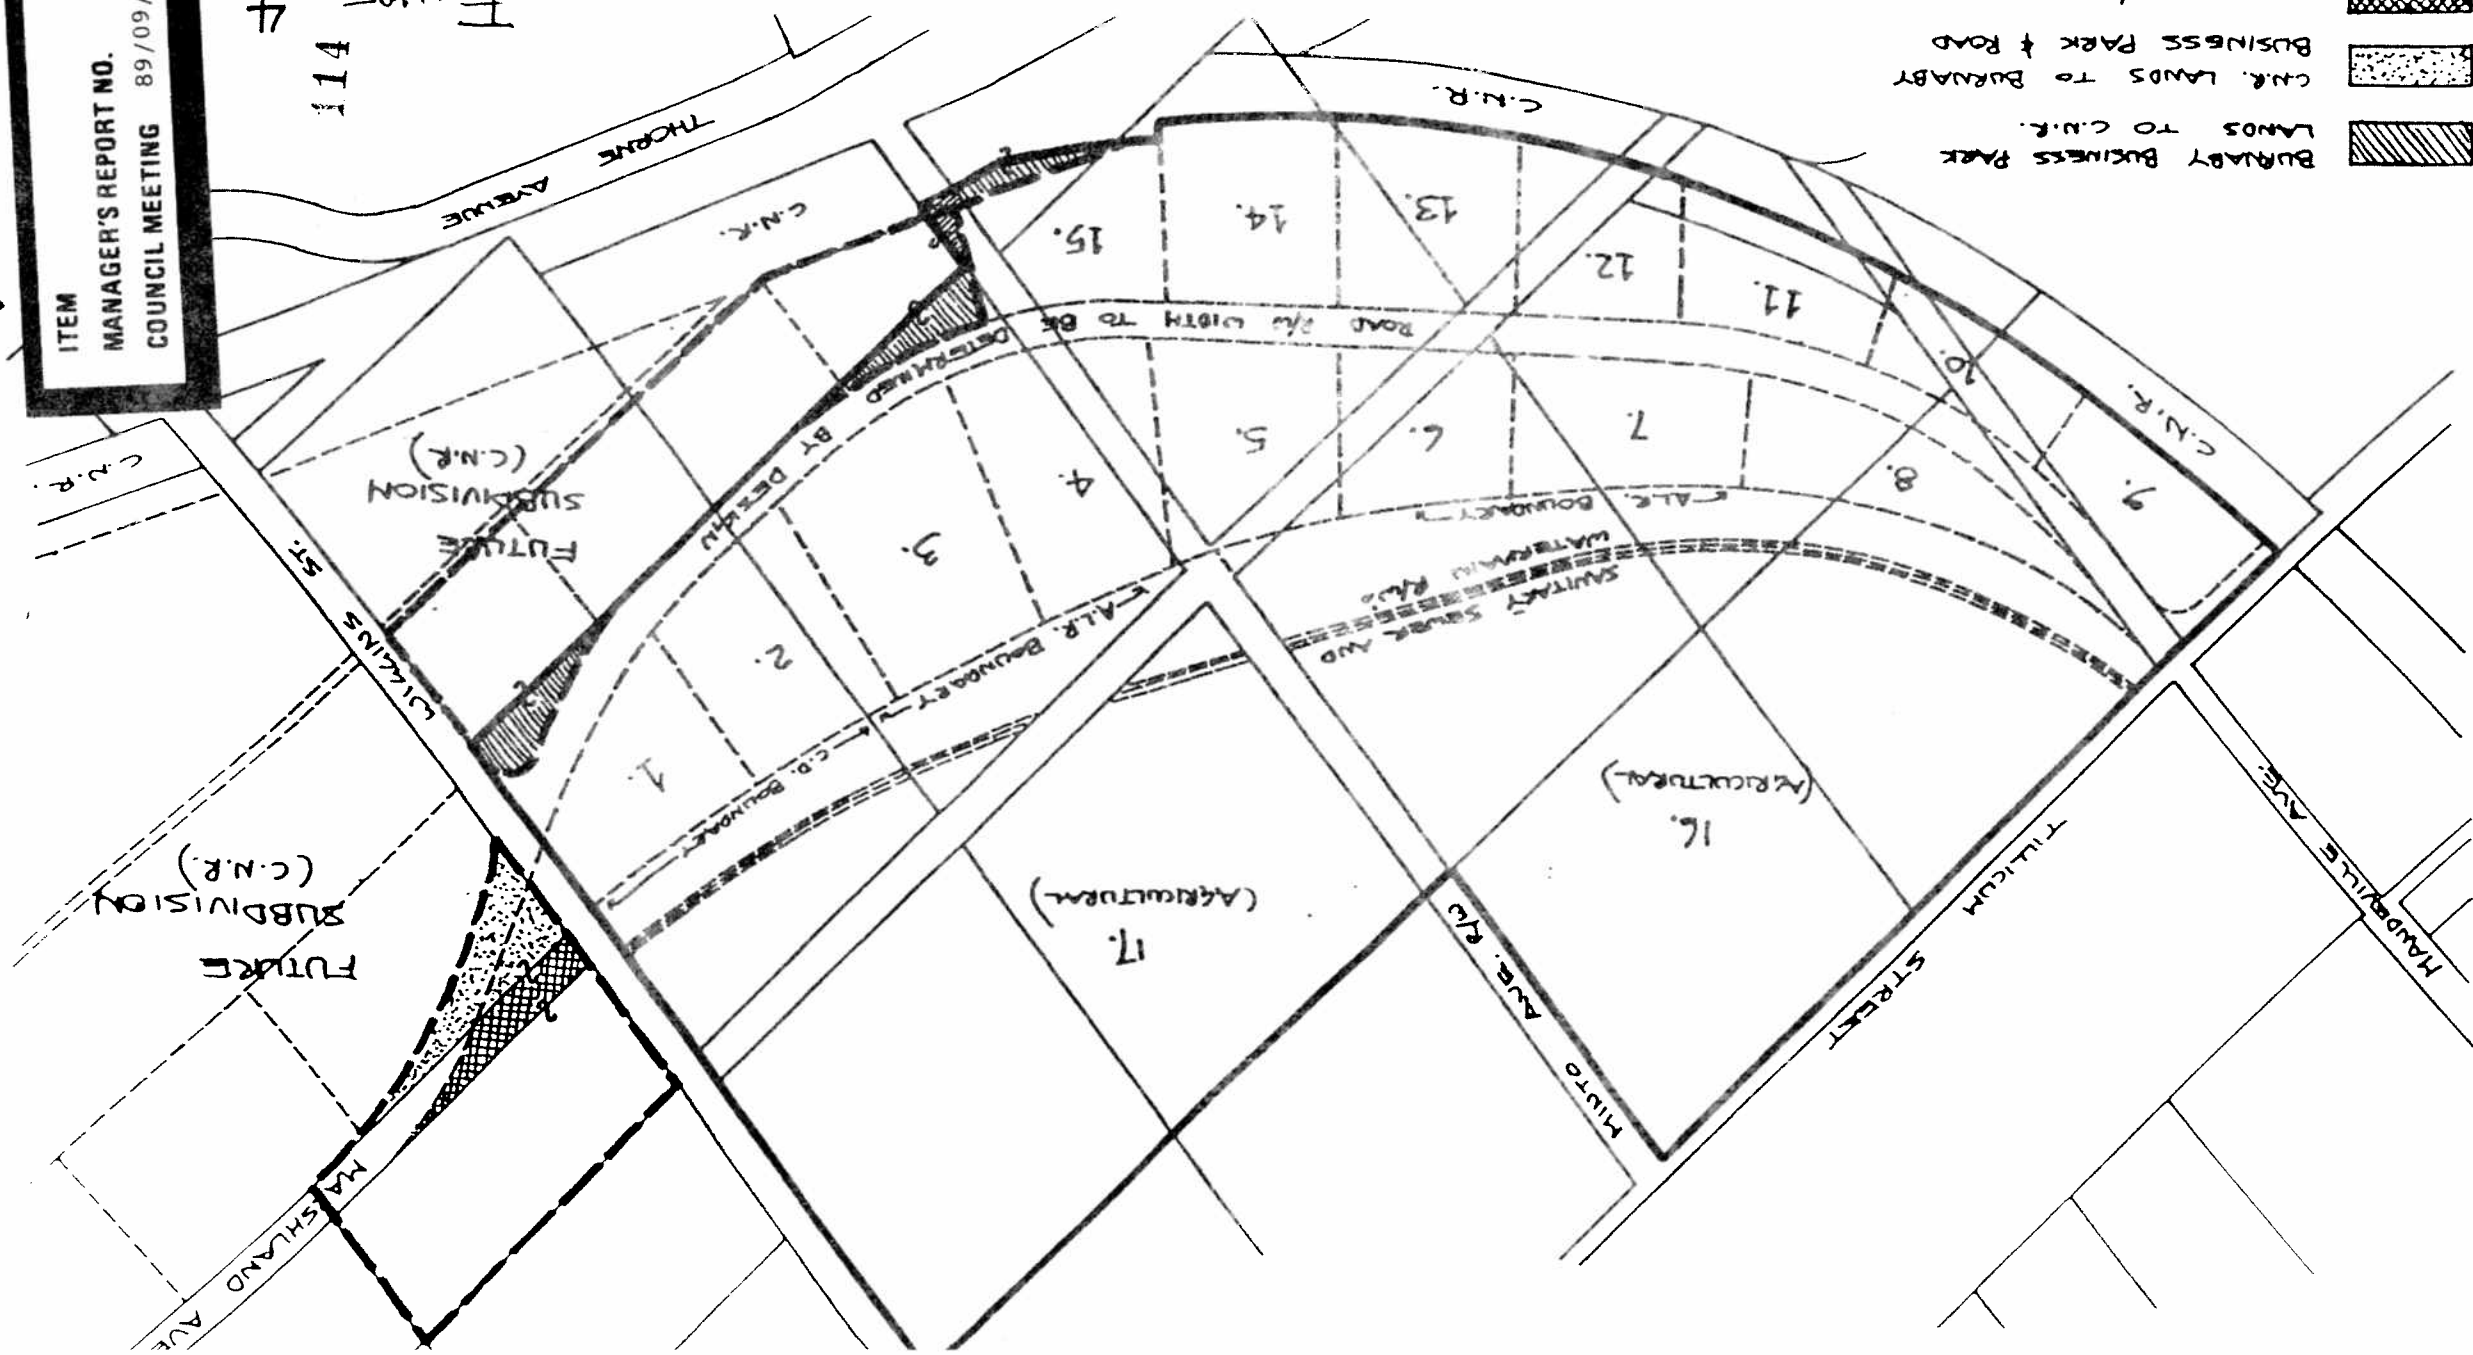 ITEM
MANAGER'S REPORT NO.
COUNCIL MEETING 89/09/
114
4
BUSINESS PARK & ROAD
C.N.R. LANDS TO BURNABY
LANDS TO C.N.R.
BURNABY BUSINESS PARK
THORNE
AVENUE
C.N.R.
C.N.R.
C.N.R.
C.N.R.
15.
14.
13.
12.
11.
10.
9.
8.
7.
6.
5.
4.
3.
2.
1.
ROAD R/W WIDTH TO BE
DETERMINED
BY DESIGN
FUTURE
SUBDIVISION
(C.N.R.)
A.L.R. BOUNDARY
A.L.R. BOUNDARY
C.D. BOUNDARY
SANITARY SEWER AND
WATERMAIN R/W's
WIGGINS ST.
16.
(AGRICULTURAL)
17.
(AGRICULTURAL)
FUTURE
SUBDIVISION
(C.N.R.)
MINTO AVE. R/W
TILLICUM
STREET
MANDEVILLE AVE.
MARSHLAND AVE